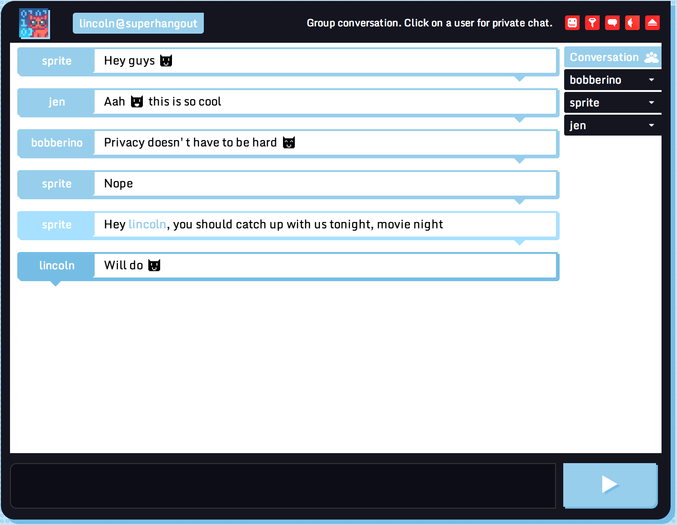 lincoln@superhangout
Group conversation. Click on a user for private chat.
sprite Hey guys
jen Aah this is so cool
bobberino Privacy doesn't have to be hard
sprite Nope
sprite Hey lincoln, you should catch up with us tonight, movie night
lincoln Will do
Conversation
bobberino
sprite
jen